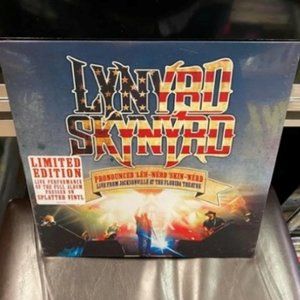 LYNYRD
SKYNYRD
PRONOUNCED 'LĔH-'NÉRD 'SKIN-'NÉRD
LIVE FROM JACKSONVILLE AT THE FLORIDA THEATRE
LIMITED
EDITION
LIVE PERFORMANCE
OF THE FULL ALBUM
PRESSED ON
SPLATTER VINYL